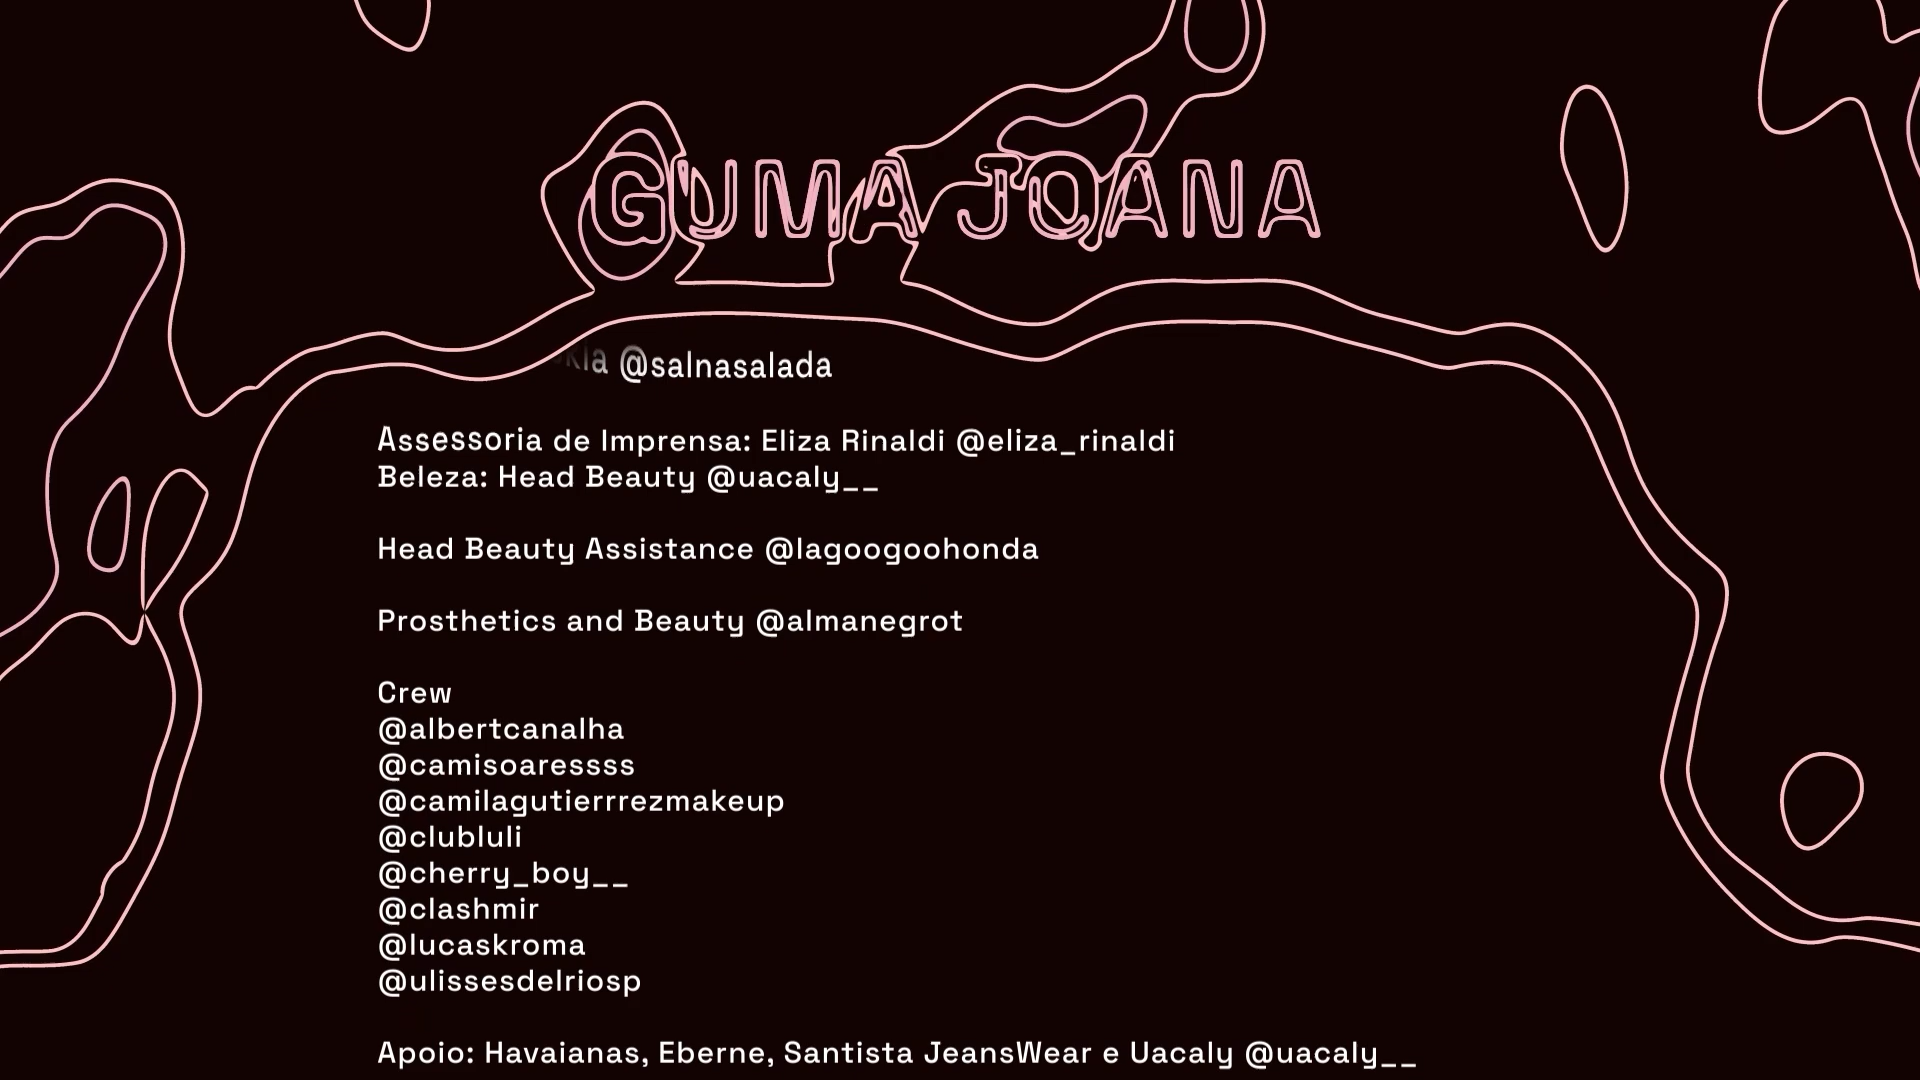 GUMA JOANA
@salnasalada
Assessoria de Imprensa: Eliza Rinaldi @eliza_rinaldi
Beleza: Head Beauty @uacaly__
Head Beauty Assistance @lagoogoohonda
Prosthetics and Beauty @almanegrot
Crew
@albertcanalha
@camisoaressss
@camilagutierrrezmakeup
@clubluli
@cherry_boy__
@clashmir
@lucaskroma
@ulissesdelriosp
Apoio: Havaianas, Eberne, Santista JeansWear e Uacaly @uacaly__